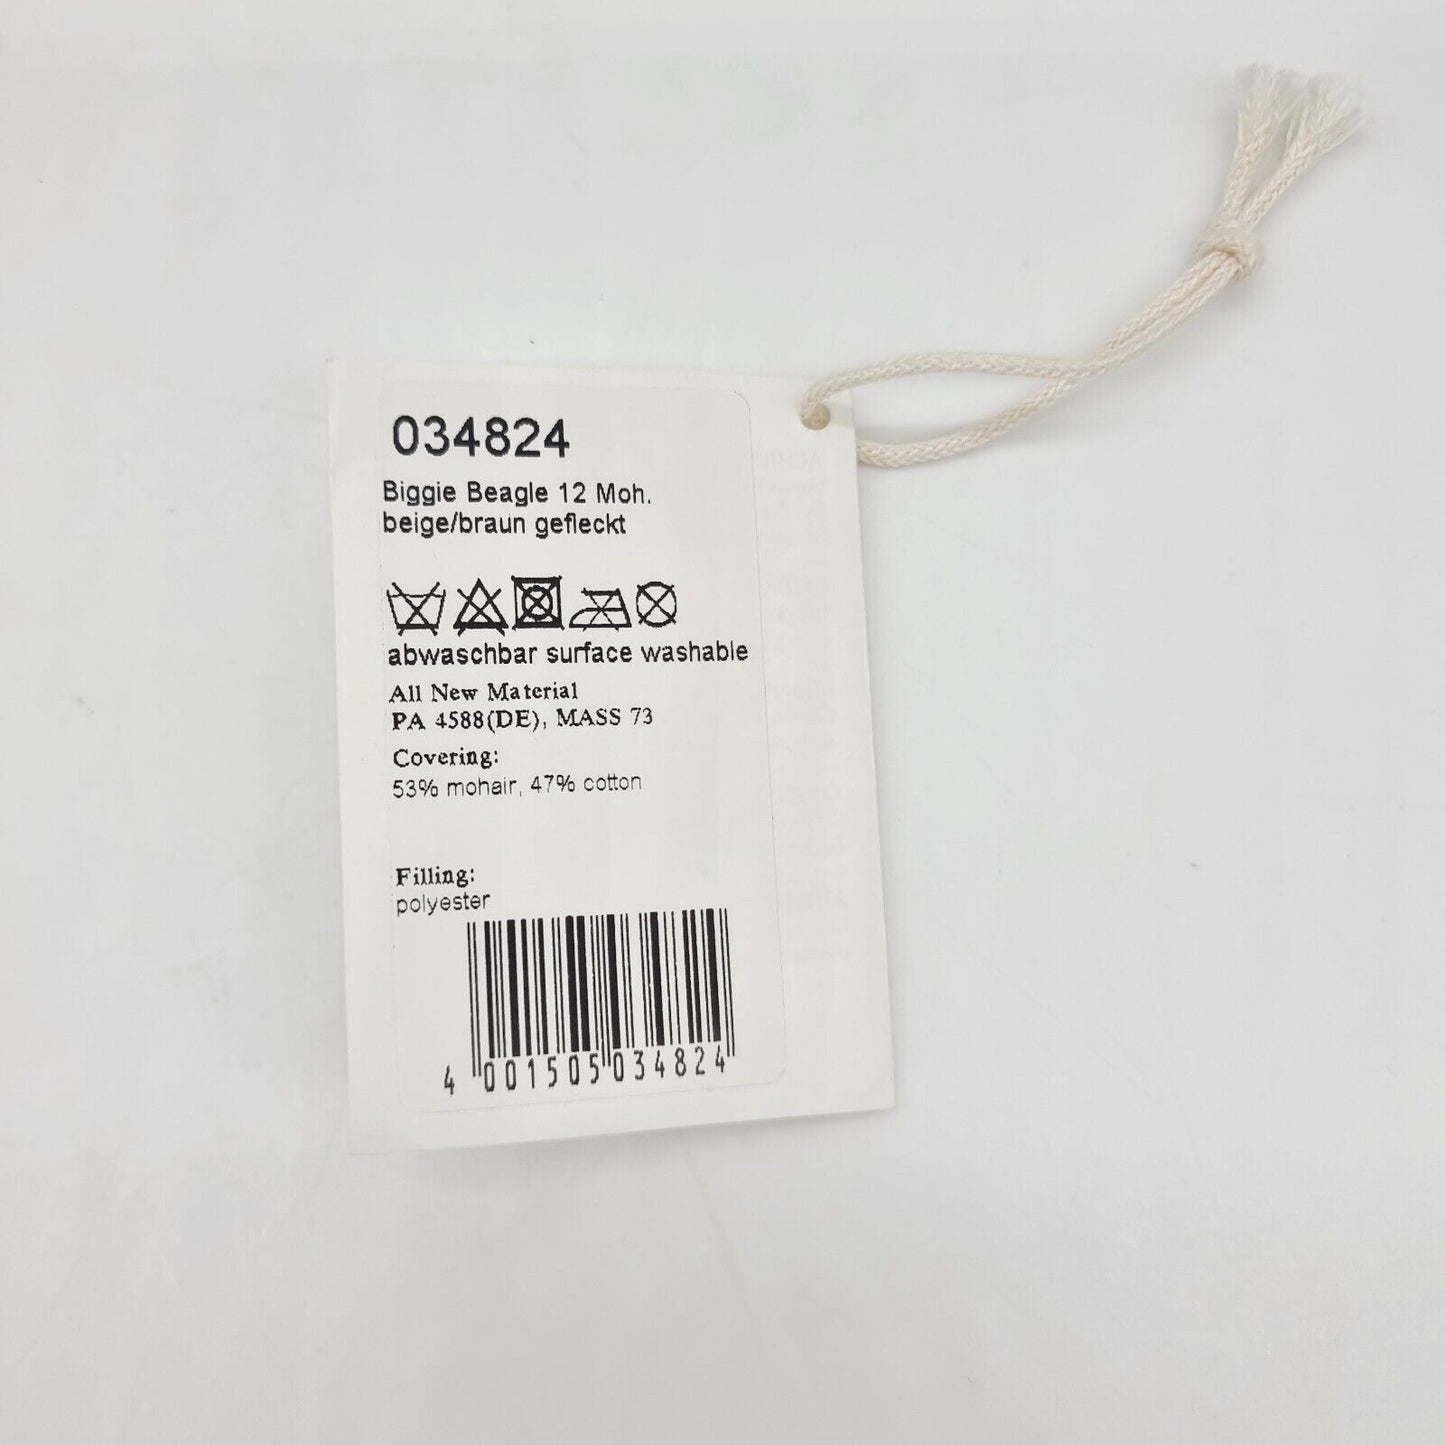 034824
Biggie Beagle 12 Moh.
beige/braun gefleckt
abwaschbar surface washable
All New Material
PA 4588(DE), MASS 73
Covering:
53% mohair, 47% cotton
Filling:
polyester
4 001505 034824